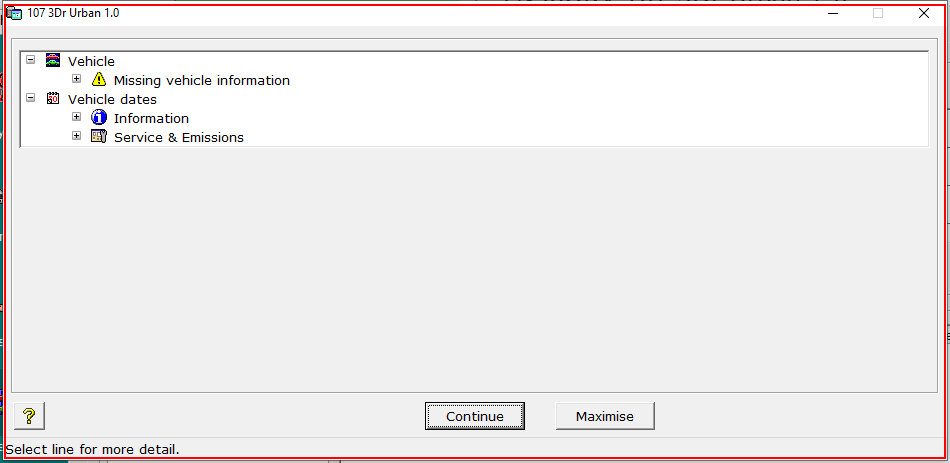 107 3Dr Urban 1.0
Vehicle
Missing vehicle information
Vehicle dates
Information
Service & Emissions
Continue
Maximise
Select line for more detail.